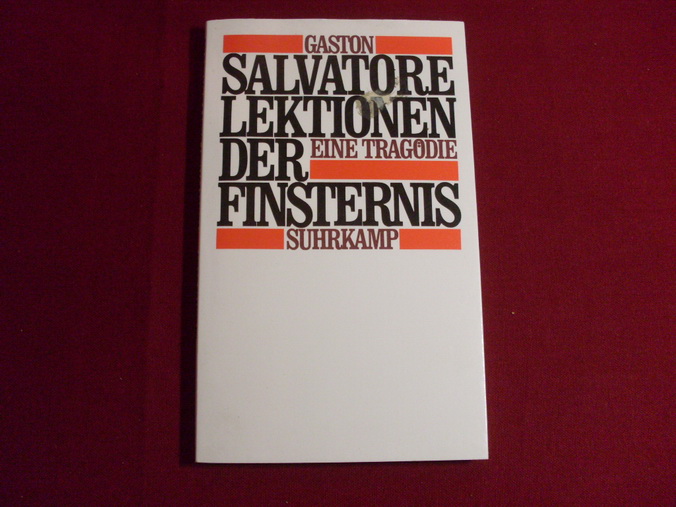 GASTON
SALVATORE
LEKTIONEN
DER EINE TRAGÖDIE
FINSTERNIS
SUHRKAMP